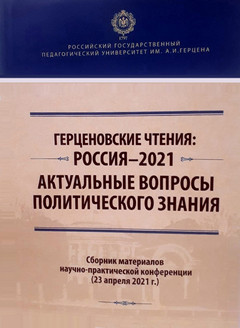 РОССИЙСКИЙ ГОСУДАРСТВЕННЫЙ
ПЕДАГОГИЧЕСКИЙ УНИВЕРСИТЕТ ИМ. А.И.ГЕРЦЕНА
ГЕРЦЕНОВСКИЕ ЧТЕНИЯ:
РОССИЯ–2021
АКТУАЛЬНЫЕ ВОПРОСЫ
ПОЛИТИЧЕСКОГО ЗНАНИЯ
Сборник материалов
научно-практической конференции
(23 апреля 2021 г.)